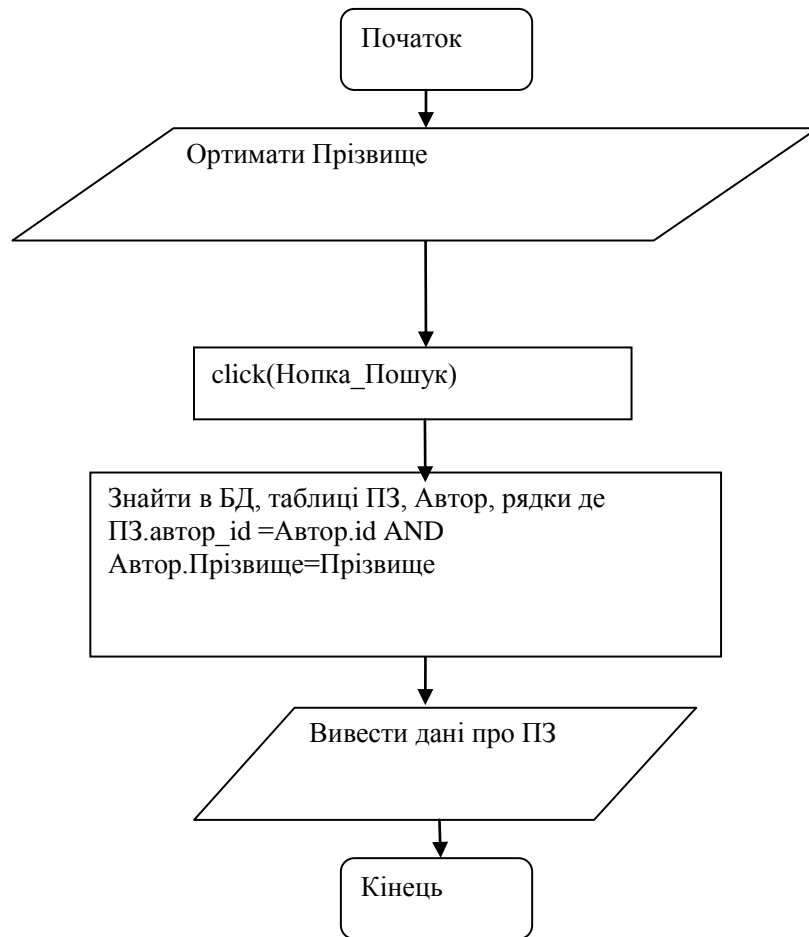 Початок
Ортимати Прізвище
click(Нопка_Пошук)
Знайти в БД, таблиці ПЗ, Автор, рядки де
ПЗ.автор_id =Автор.id AND
Автор.Прізвище=Прізвище
Вивести дані про ПЗ
Кінець